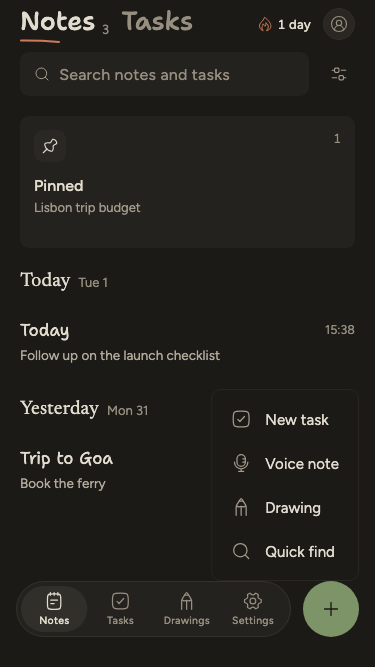 Notes 3 Tasks
1 day
Search notes and tasks
1
Pinned
Lisbon trip budget
Today Tue 1
Today 15:38
Follow up on the launch checklist
Yesterday Mon 31
Trip to Goa
Book the ferry
New task
Voice note
Drawing
Quick find
Notes Tasks Drawings Settings